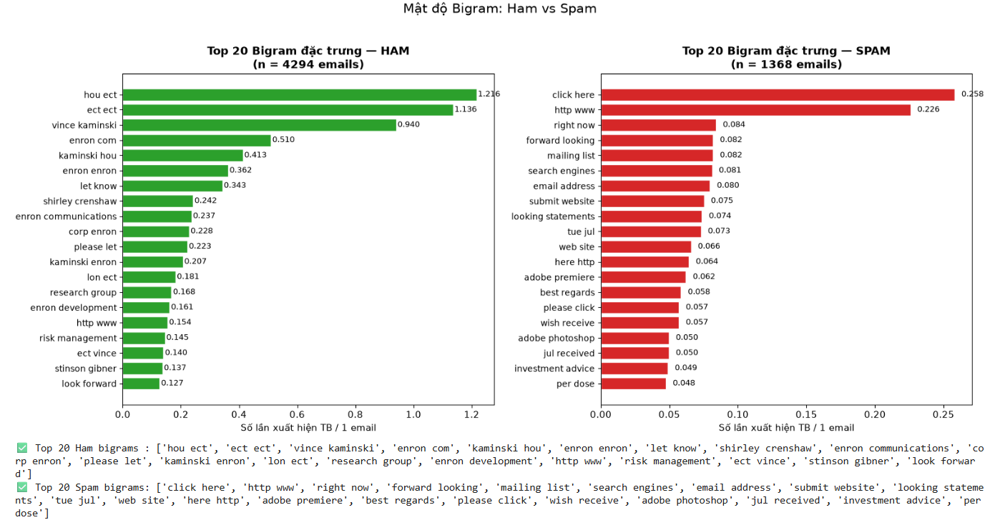 Mật độ Bigram: Ham vs Spam
Top 20 Bigram đặc trưng — HAM
(n = 4294 emails)
hou ect 1.216
ect ect 1.136
vince kaminski 0.940
enron com 0.510
kaminski hou 0.413
enron enron 0.362
let know 0.343
shirley crenshaw 0.242
enron communications 0.237
corp enron 0.228
please let 0.223
kaminski enron 0.207
lon ect 0.181
research group 0.168
enron development 0.161
http www 0.154
risk management 0.145
ect vince 0.140
stinson gibner 0.137
look forward 0.127
0.0 0.2 0.4 0.6 0.8 1.0 1.2
Số lần xuất hiện TB / 1 email
Top 20 Bigram đặc trưng — SPAM
(n = 1368 emails)
click here 0.258
http www 0.226
right now 0.084
forward looking 0.082
mailing list 0.082
search engines 0.081
email address 0.080
submit website 0.075
looking statements 0.074
tue jul 0.073
web site 0.066
here http 0.064
adobe premiere 0.062
best regards 0.058
please click 0.057
wish receive 0.057
adobe photoshop 0.050
jul received 0.050
investment advice 0.049
per dose 0.048
0.00 0.05 0.10 0.15 0.20 0.25
Số lần xuất hiện TB / 1 email
✅ Top 20 Ham bigrams : ['hou ect', 'ect ect', 'vince kaminski', 'enron com', 'kaminski hou', 'enron enron', 'let know', 'shirley crenshaw', 'enron communications', 'co
rp enron', 'please let', 'kaminski enron', 'lon ect', 'research group', 'enron development', 'http www', 'risk management', 'ect vince', 'stinson gibner', 'look forwar
d']
✅ Top 20 Spam bigrams: ['click here', 'http www', 'right now', 'forward looking', 'mailing list', 'search engines', 'email address', 'submit website', 'looking stateme
nts', 'tue jul', 'web site', 'here http', 'adobe premiere', 'best regards', 'please click', 'wish receive', 'adobe photoshop', 'jul received', 'investment advice', 'per
dose']